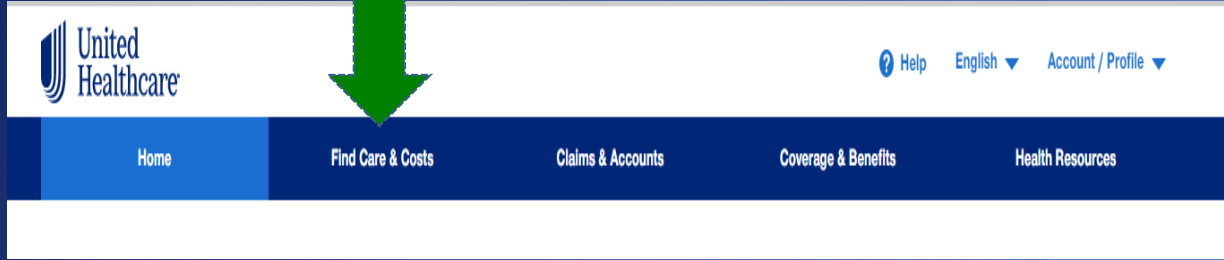 United
Healthcare
? Help English Account / Profile
Home Find Care & Costs Claims & Accounts Coverage & Benefits Health Resources